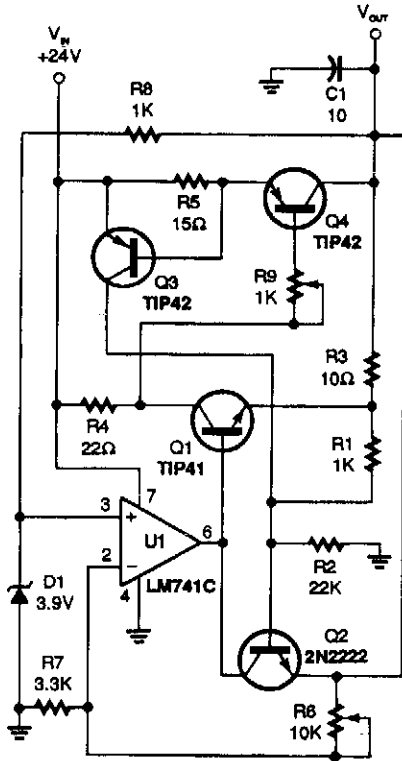 V_IN
+24V
V_OUT
R8
1K
C1
10
R5
15Ω
Q4
TIP42
Q3
TIP42
R9
1K
R3
10Ω
R4
22Ω
Q1
TIP41
R1
1K
7
3
+
U1
6
2
−
LM741C
4
R2
22K
D1
3.9V
Q2
2N2222
R7
3.3K
R6
10K